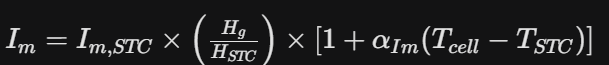 I_m = I_{m,STC} × (H_g / H_{STC}) × [1 + α_{Im}(T_{cell} − T_{STC})]